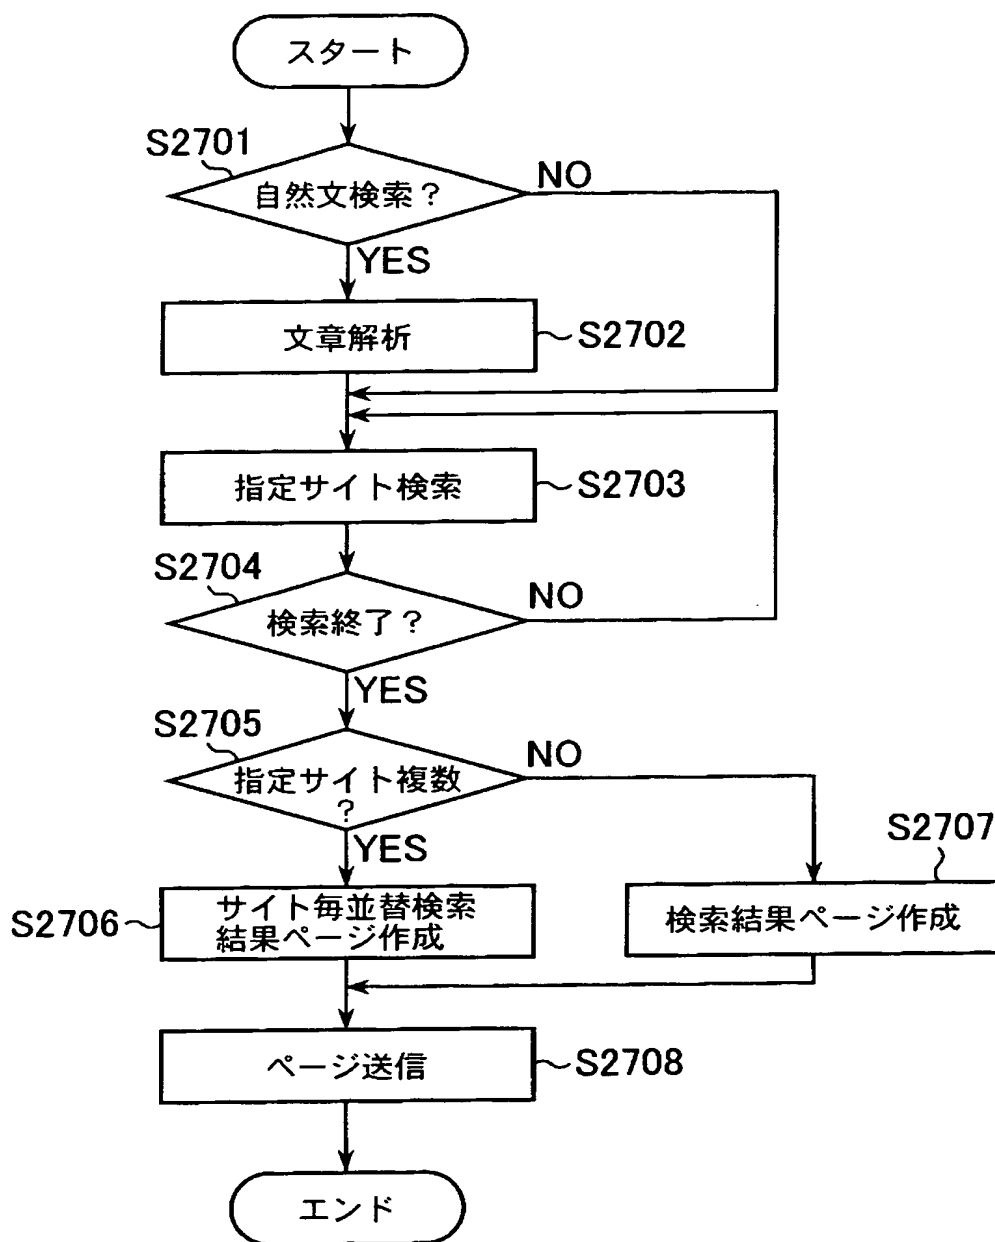 スタート
S2701
自然文検索?
NO
YES
文章解析
S2702
指定サイト検索
S2703
S2704
検索終了?
NO
YES
S2705
指定サイト複数
?
NO
YES
S2707
S2706
サイト毎並替検索
結果ページ作成
検索結果ページ作成
ページ送信
S2708
エンド